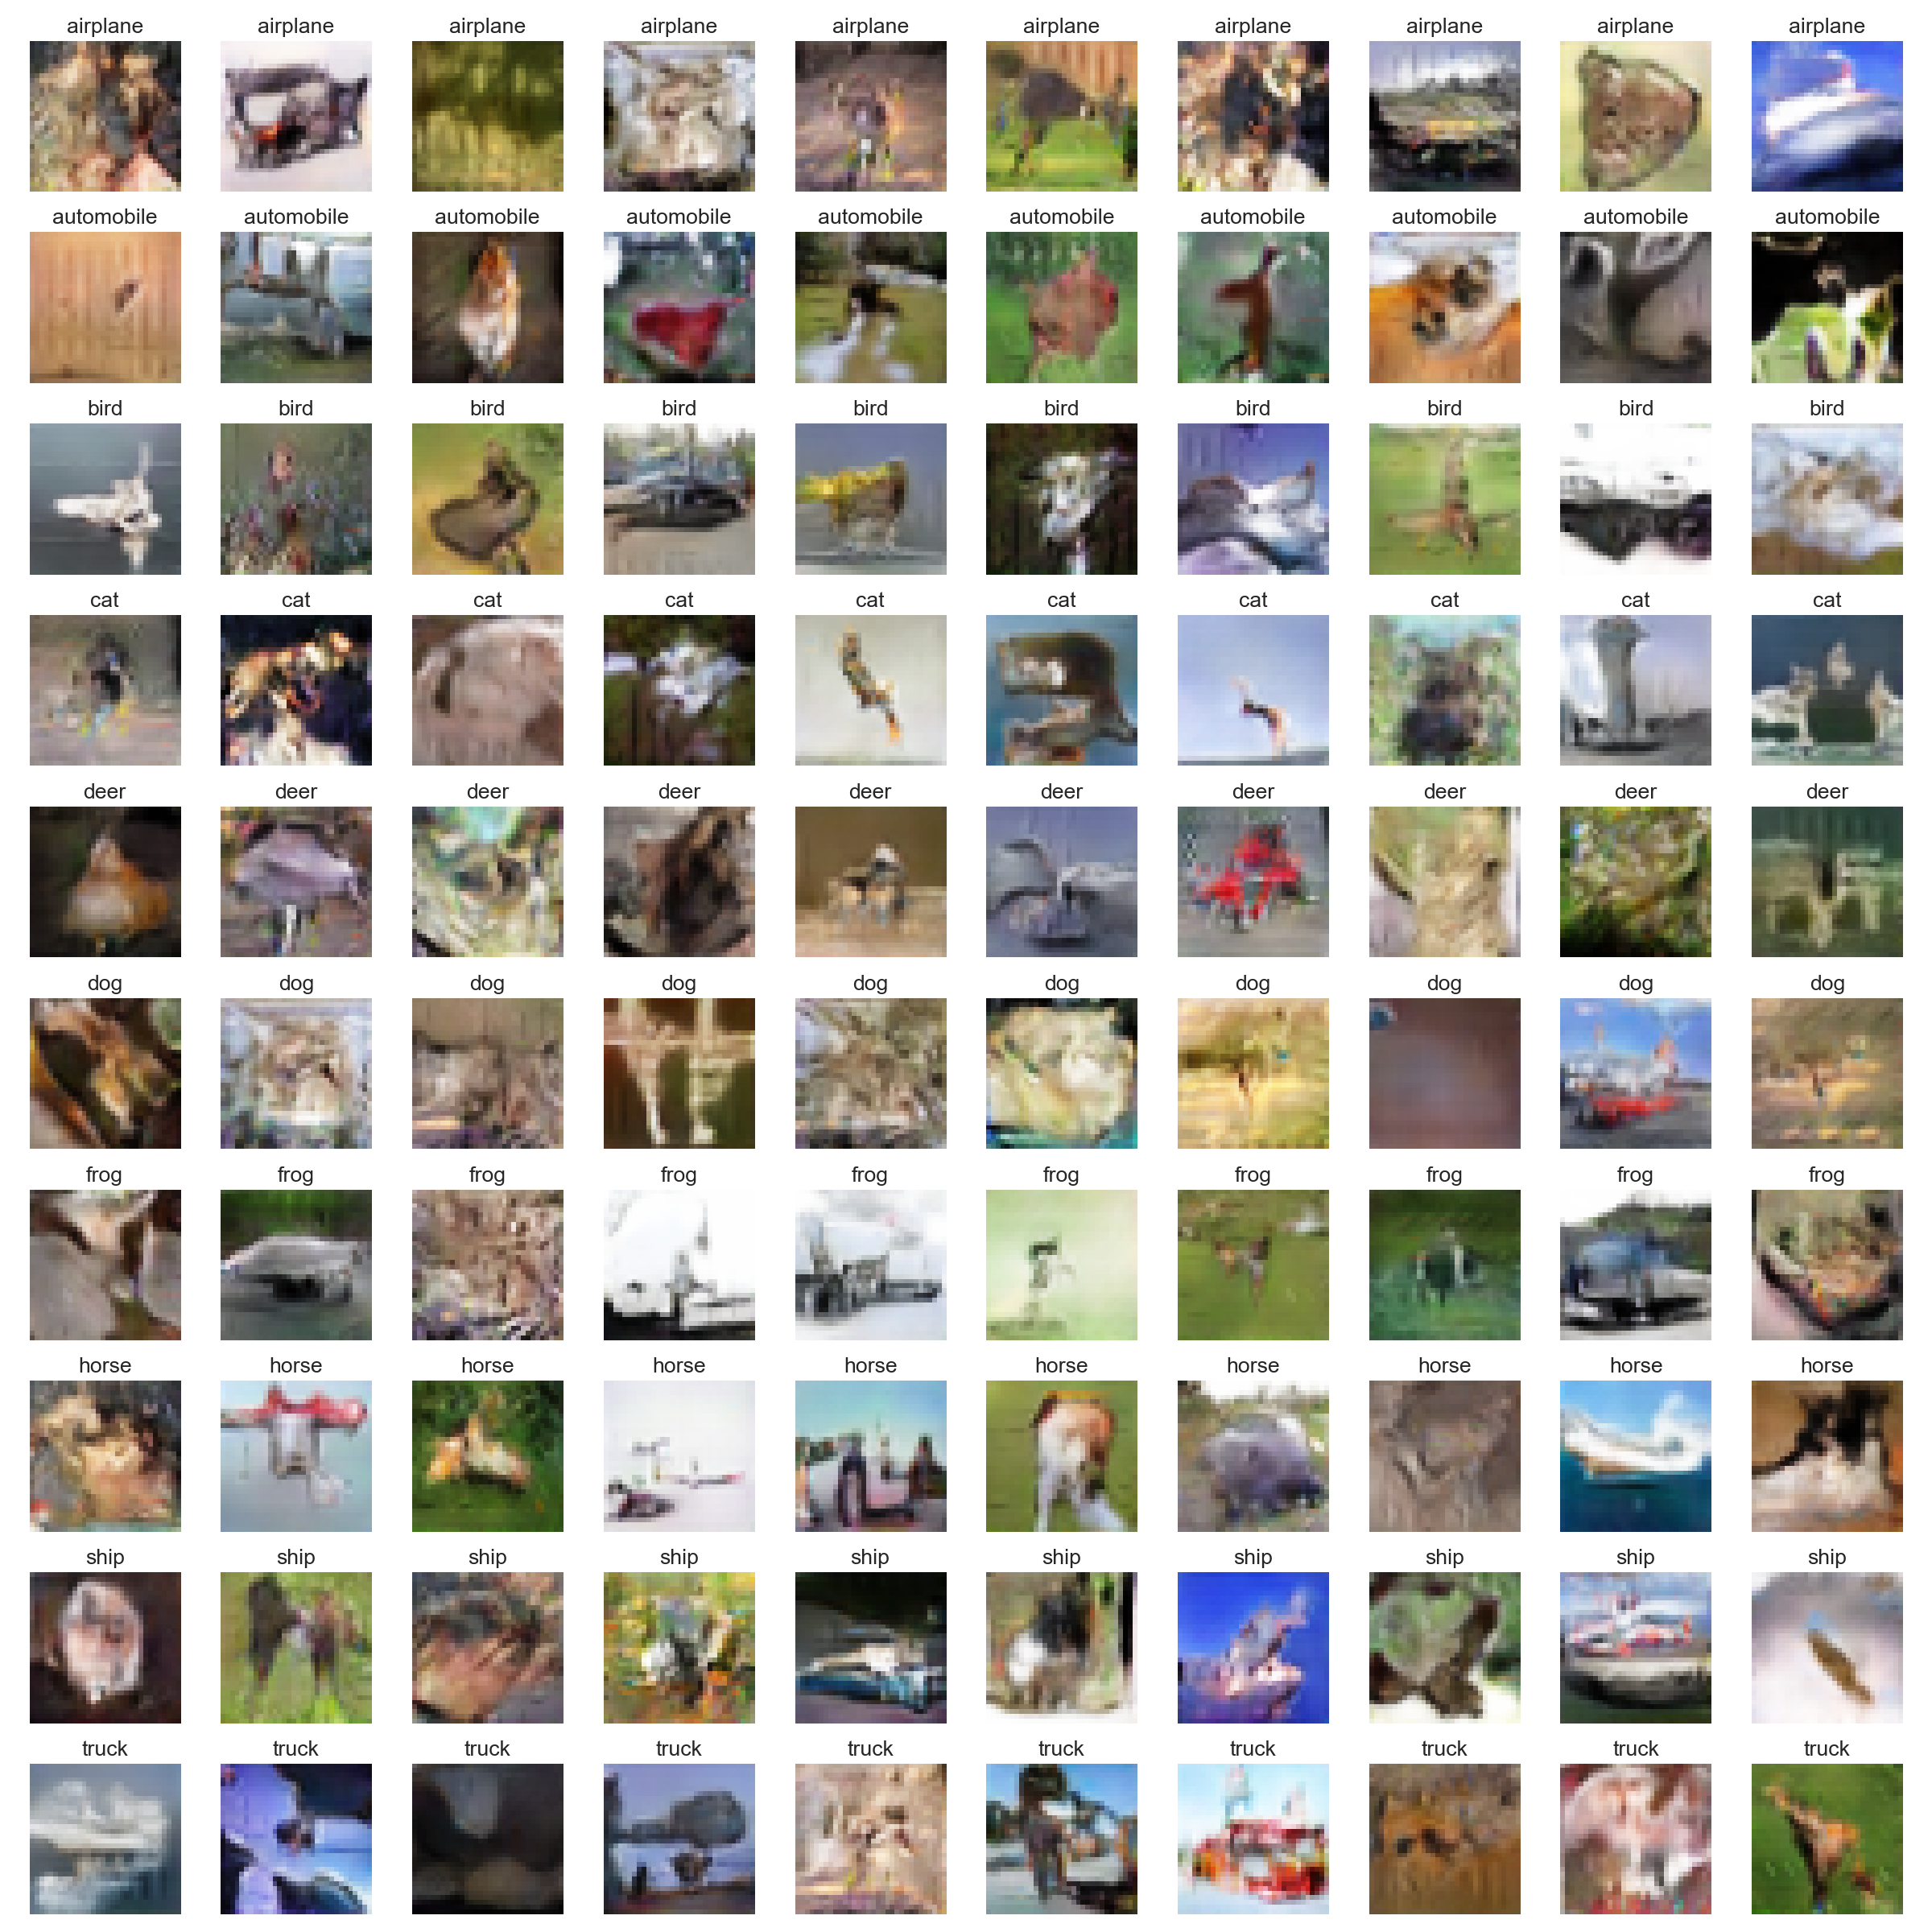 airplane airplane airplane airplane airplane airplane airplane airplane airplane airplane
automobile automobile automobile automobile automobile automobile automobile automobile automobile automobile
bird bird bird bird bird bird bird bird bird bird
cat cat cat cat cat cat cat cat cat cat
deer deer deer deer deer deer deer deer deer deer
dog dog dog dog dog dog dog dog dog dog
frog frog frog frog frog frog frog frog frog frog
horse horse horse horse horse horse horse horse horse horse
ship ship ship ship ship ship ship ship ship ship
truck truck truck truck truck truck truck truck truck truck